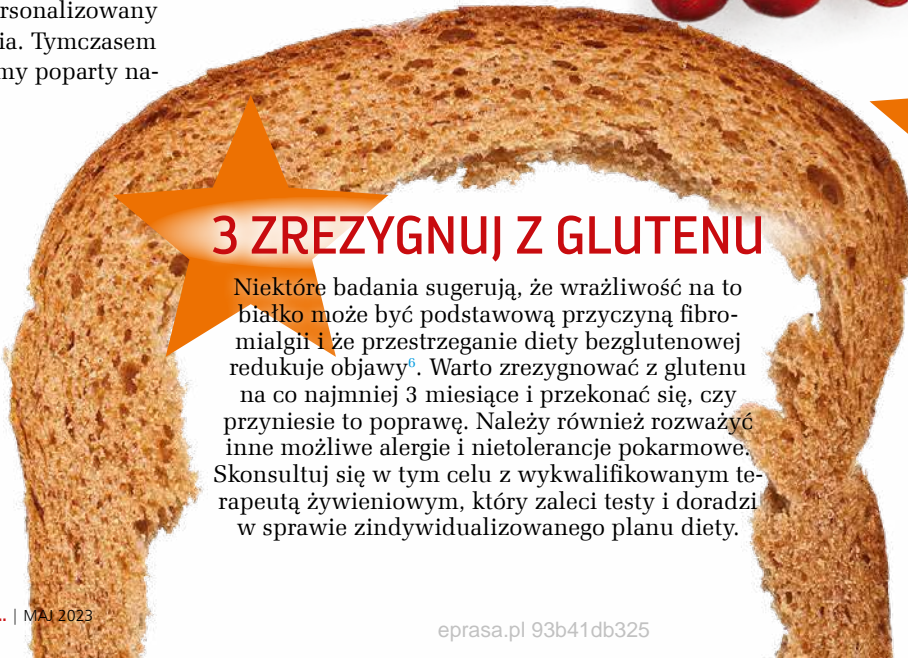 rsonalizowany
ia. Tymczasem
my poparty na-
3 ZREZYGNUJ Z GLUTENU
Niektóre badania sugerują, że wrażliwość na to
białko może być podstawową przyczyną fibro-
mialgii i że przestrzeganie diety bezglutenowej
redukuje objawy⁶. Warto zrezygnować z glutenu
na co najmniej 3 miesiące i przekonać się, czy
przyniesie to poprawę. Należy również rozważyć
inne możliwe alergie i nietolerancje pokarmowe.
Skonsultuj się w tym celu z wykwalifikowanym te-
rapeutą żywieniowym, który zaleci testy i doradzi
w sprawie zindywidualizowanego planu diety.
.. | MAJ 2023
eprasa.pl 93b41db325